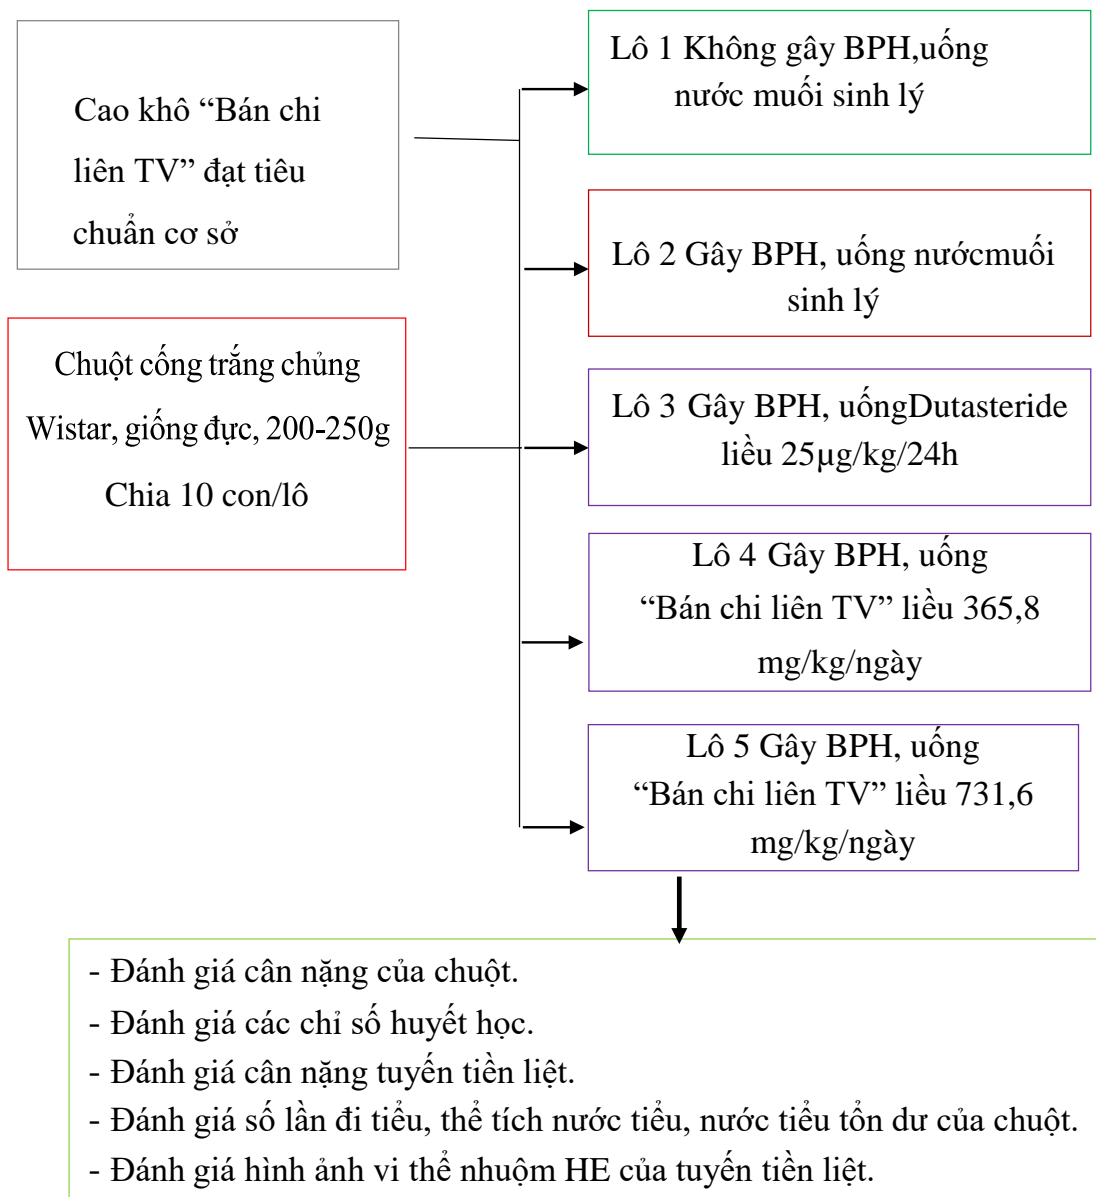 Cao khô “Bán chi
liên TV” đạt tiêu
chuẩn cơ sở
Chuột cống trắng chủng
Wistar, giống đực, 200-250g
Chia 10 con/lô
Lô 1 Không gây BPH,uống
nước muối sinh lý
Lô 2 Gây BPH, uống nướcmuối
sinh lý
Lô 3 Gây BPH, uốngDutasteride
liều 25µg/kg/24h
Lô 4 Gây BPH, uống
“Bán chi liên TV” liều 365,8
mg/kg/ngày
Lô 5 Gây BPH, uống
“Bán chi liên TV” liều 731,6
mg/kg/ngày
- Đánh giá cân nặng của chuột.
- Đánh giá các chỉ số huyết học.
- Đánh giá cân nặng tuyến tiền liệt.
- Đánh giá số lần đi tiểu, thể tích nước tiểu, nước tiểu tồn dư của chuột.
- Đánh giá hình ảnh vi thể nhuộm HE của tuyến tiền liệt.